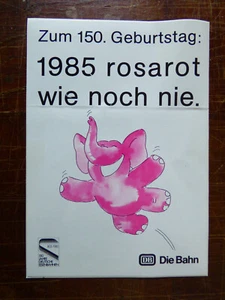 Zum 150. Geburtstag:
1985 rosarot
wie noch nie.
DB Die Bahn